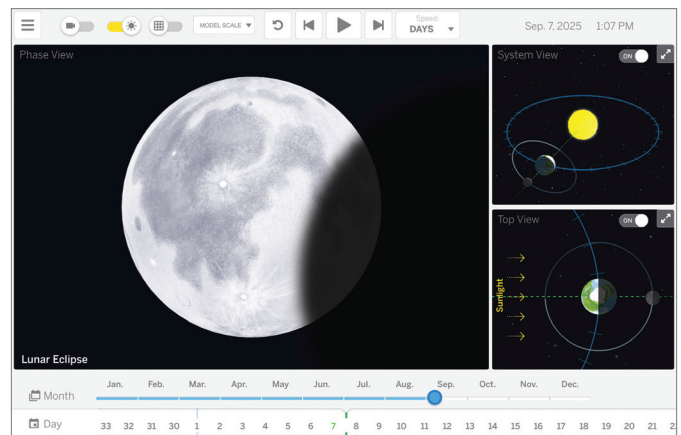 MODEL SCALE
Speed:
DAYS
Sep. 7, 2025 1:07 PM
Phase View
System View
ON
Top View
ON
Sunlight
Lunar Eclipse
Jan. Feb. Mar. Apr. May Jun. Jul. Aug. Sep. Oct. Nov. Dec.
Month
Day
33 32 31 30 1 2 3 4 5 6 7 8 9 10 11 12 13 14 15 16 17 18 19 20 21